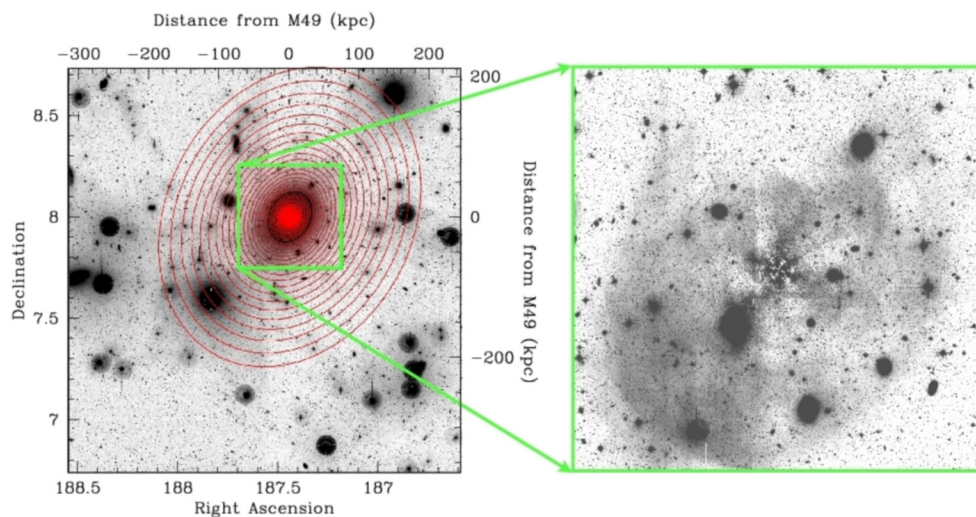 Distance from M49 (kpc)
−300 −200 −100 0 100 200
8.5
8
7.5
7
Declination
200
0
−200
Distance from M49 (kpc)
188.5 188 187.5 187
Right Ascension